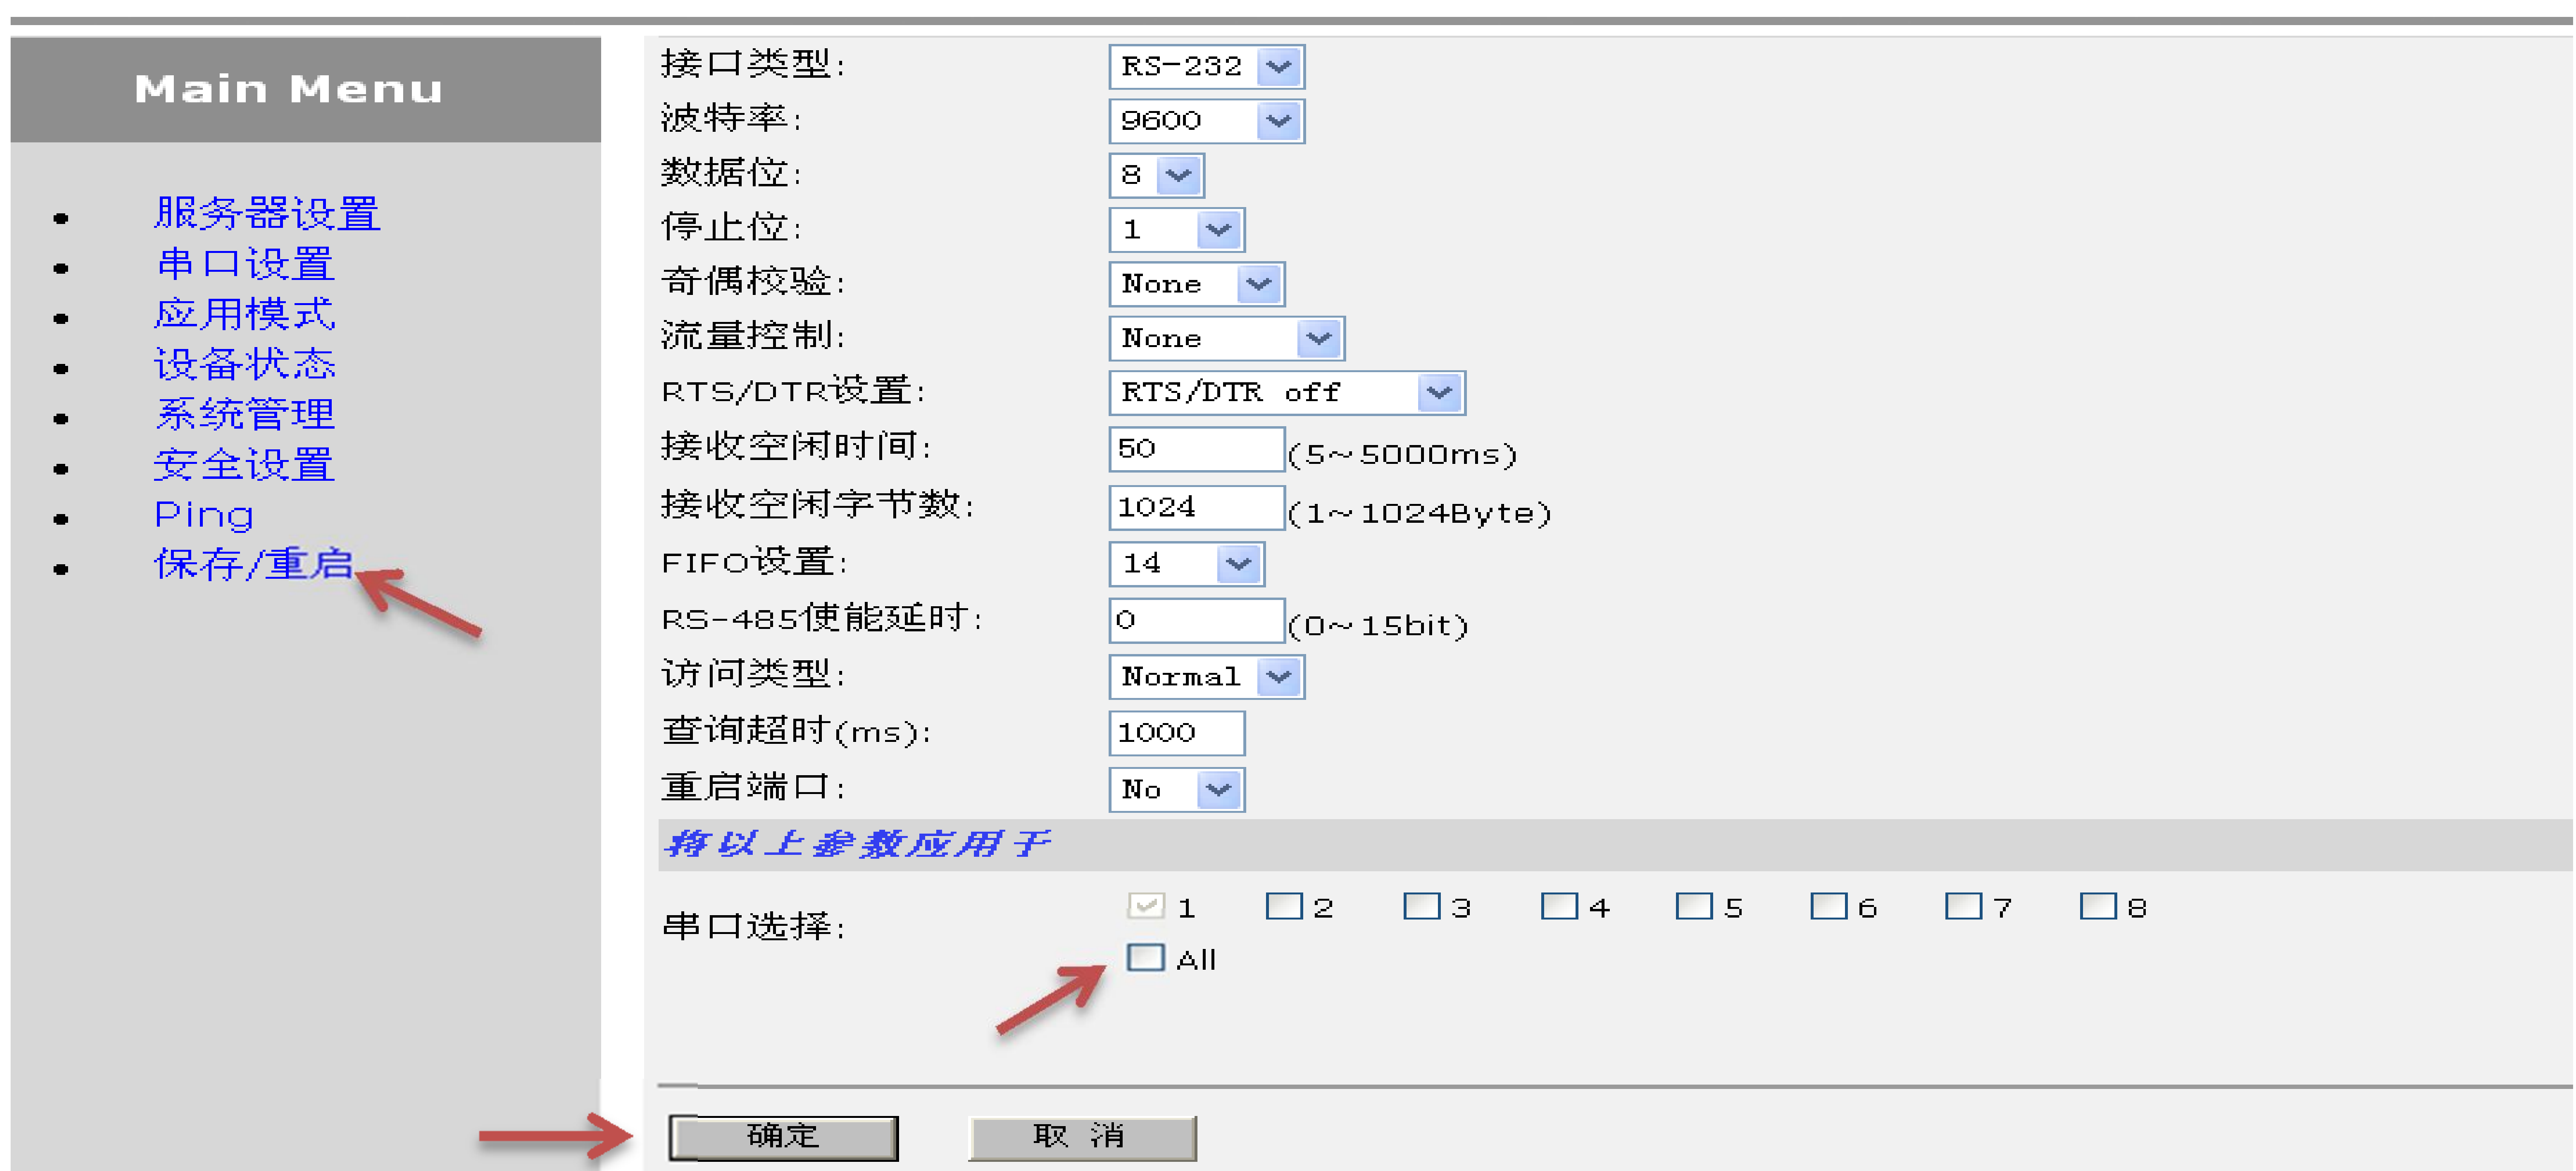 Main Menu
服务器设置
串口设置
应用模式
设备状态
系统管理
安全设置
Ping
保存/重启
接口类型: RS-232
波特率: 9600
数据位: 8
停止位: 1
奇偶校验: None
流量控制: None
RTS/DTR设置: RTS/DTR off
接收空闲时间: 50 (5~5000ms)
接收空闲字节数: 1024 (1~1024Byte)
FIFO设置: 14
RS-485使能延时: 0 (0~15bit)
访问类型: Normal
查询超时(ms): 1000
重启端口: No
将以上参数应用于
串口选择: 1 2 3 4 5 6 7 8
All
确定 取 消